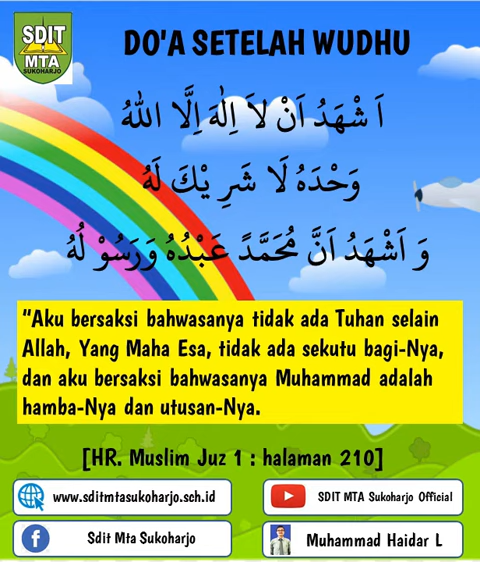 SDIT
MTA
SUKOHARJO
DO'A SETELAH WUDHU
اَ شْهَدُ اَنْ لاَ اِلٰهَ اِلَّا اللهُ
وَحْدَهُ لَا شَرِ يْكَ لَهُ
وَ اَشْهَدُ اَنَّ مُحَمَّدً عَبْدُهُ وَرَسُوْ لُهُ
"Aku bersaksi bahwasanya tidak ada Tuhan selain
Allah, Yang Maha Esa, tidak ada sekutu bagi-Nya,
dan aku bersaksi bahwasanya Muhammad adalah
hamba-Nya dan utusan-Nya.
[HR. Muslim Juz 1 : halaman 210]
www.sditmtasukoharjo.sch.id
SDIT MTA Sukoharjo Official
Sdit Mta Sukoharjo
Muhammad Haidar L